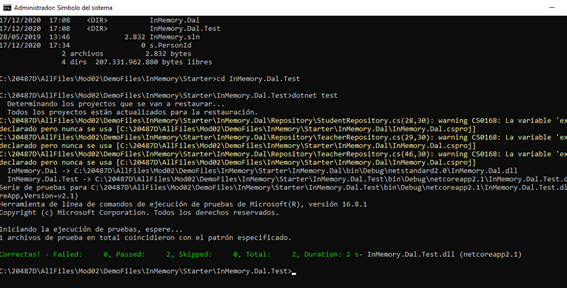 Administrador: Símbolo del sistema
17/12/2020  17:08    <DIR>          InMemory.Dal
17/12/2020  17:08    <DIR>          InMemory.Dal.Test
28/05/2019  13:46             2.832 InMemory.sln
17/12/2020  17:34                 0 s.PersonId
2 archivos          2.832 bytes
4 dirs  207.331.962.880 bytes libres
C:\20487D\AllFiles\Mod02\DemoFiles\InMemory\Starter>cd InMemory.Dal.Test
C:\20487D\AllFiles\Mod02\DemoFiles\InMemory\Starter\InMemory.Dal.Test>dotnet test
Determinando los proyectos que se van a restaurar...
Todos los proyectos están actualizados para la restauración.
C:\20487D\AllFiles\Mod02\DemoFiles\InMemory\Starter\InMemory.Dal\Repository\StudentRepository.cs(28,30): warning CS0168: La variable 'ex
declarado pero nunca se usa [C:\20487D\AllFiles\Mod02\DemoFiles\InMemory\Starter\InMemory.Dal\InMemory.Dal.csproj]
C:\20487D\AllFiles\Mod02\DemoFiles\InMemory\Starter\InMemory.Dal\Repository\TeacherRepository.cs(29,30): warning CS0168: La variable 'ex
declarado pero nunca se usa [C:\20487D\AllFiles\Mod02\DemoFiles\InMemory\Starter\InMemory.Dal\InMemory.Dal.csproj]
C:\20487D\AllFiles\Mod02\DemoFiles\InMemory\Starter\InMemory.Dal\Repository\TeacherRepository.cs(46,30): warning CS0168: La variable 'ex
declarado pero nunca se usa [C:\20487D\AllFiles\Mod02\DemoFiles\InMemory\Starter\InMemory.Dal\InMemory.Dal.csproj]
InMemory.Dal -> C:\20487D\AllFiles\Mod02\DemoFiles\InMemory\Starter\InMemory.Dal\bin\Debug\netstandard2.0\InMemory.Dal.dll
InMemory.Dal.Test -> C:\20487D\AllFiles\Mod02\DemoFiles\InMemory\Starter\InMemory.Dal.Test\bin\Debug\netcoreapp2.1\InMemory.Dal.Test.d
Serie de pruebas para C:\20487D\AllFiles\Mod02\DemoFiles\InMemory\Starter\InMemory.Dal.Test\bin\Debug\netcoreapp2.1\InMemory.Dal.Test.dl
reApp,Version=v2.1)
Herramienta de línea de comandos de ejecución de pruebas de Microsoft(R), versión 16.8.1
Copyright (c) Microsoft Corporation. Todos los derechos reservados.
Iniciando la ejecución de pruebas, espere...
1 archivos de prueba en total coincidieron con el patrón especificado.
Correctas! - Failed:     0, Passed:     2, Skipped:     0, Total:     2, Duration: 2 s- InMemory.Dal.Test.dll (netcoreapp2.1)
C:\20487D\AllFiles\Mod02\DemoFiles\InMemory\Starter\InMemory.Dal.Test>